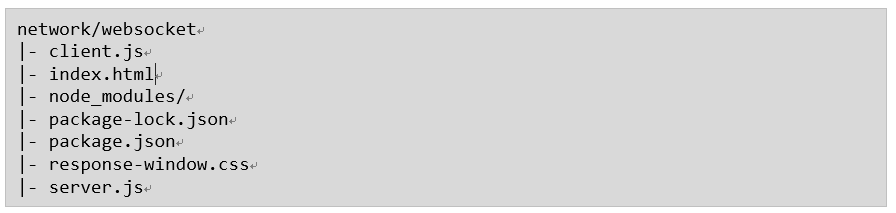 network/websocket
|- client.js
|- index.html
|- node_modules/
|- package-lock.json
|- package.json
|- response-window.css
|- server.js